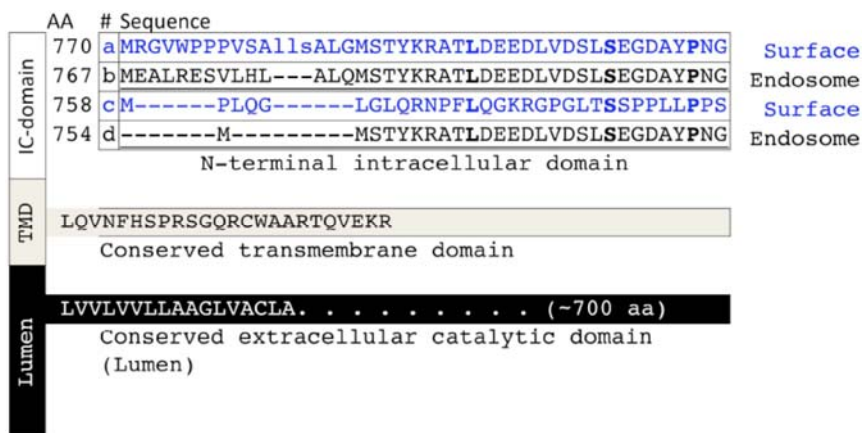 AA # Sequence
770 a MRGVWPPPVSAllsALGMSTYKRATLDEEDLVDSLSEGDAYPNG Surface
767 b MEALRESVLHL---ALQMSTYKRATLDEEDLVDSLSEGDAYPNG Endosome
758 c M------PLQG------LGLQRNPFLQGKRGPGLTSSPPLLPPS Surface
754 d -------M---------MSTYKRATLDEEDLVDSLSEGDAYPNG Endosome
IC-domain
N-terminal intracellular domain
TMD
LQVNFHSPRSGQRCWAARTQVEKR
Conserved transmembrane domain
Lumen
LVVLVVLLAAGLVACLA. . . . . . . . . (~700 aa)
Conserved extracellular catalytic domain
(Lumen)